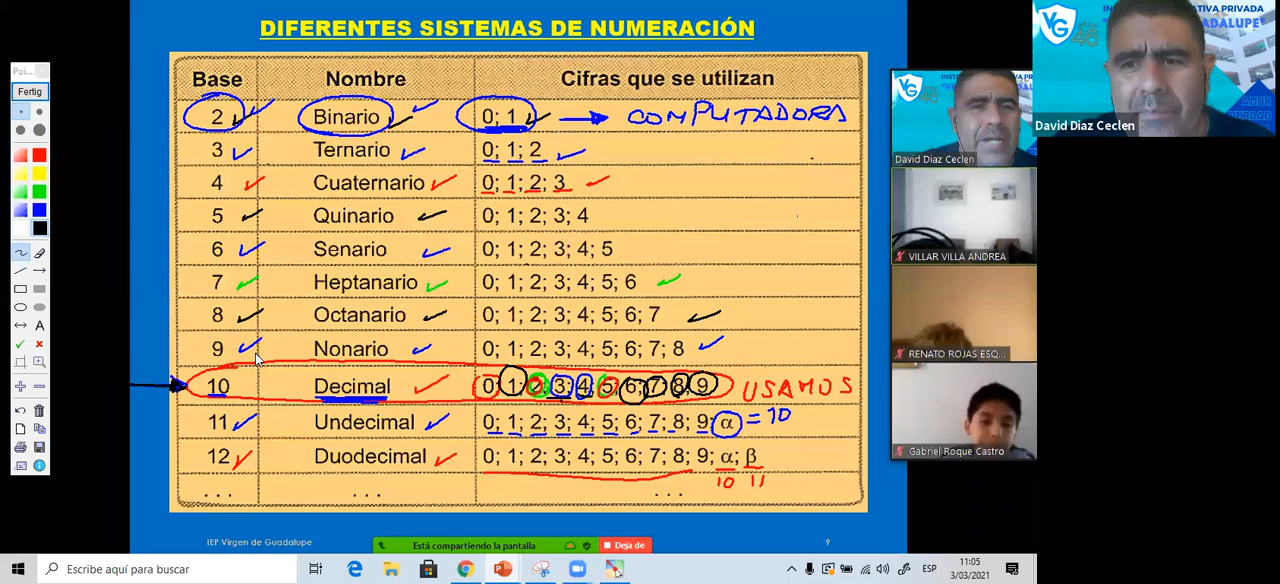 DIFERENTES SISTEMAS DE NUMERACIÓN
Base Nombre Cifras que se utilizan
2 Binario 0; 1 → COMPUTADORA
3 Ternario 0; 1; 2
4 Cuaternario 0; 1; 2; 3
5 Quinario 0; 1; 2; 3; 4
6 Senario 0; 1; 2; 3; 4; 5
7 Heptanario 0; 1; 2; 3; 4; 5; 6
8 Octanario 0; 1; 2; 3; 4; 5; 6; 7
9 Nonario 0; 1; 2; 3; 4; 5; 6; 7; 8
10 Decimal 0; 1; 2; 3; 4; 5; 6; 7; 8; 9 USAMOS
11 Undecimal 0; 1; 2; 3; 4; 5; 6; 7; 8; 9; α = 10
12 Duodecimal 0; 1; 2; 3; 4; 5; 6; 7; 8; 9; α; β
10 11
... ... ...
IEP Virgen de Guadalupe 9
Poi...
Fertig
A
Está compartiendo la pantalla Deja de
VG
48
AMOR
David Diaz Ceclen
VG
David Diaz Ceclen
VILLAR VILLA ANDREA
RENATO ROJAS ESQ...
Gabriel Roque Castro
Escribe aquí para buscar
ESP
11:05
3/03/2021